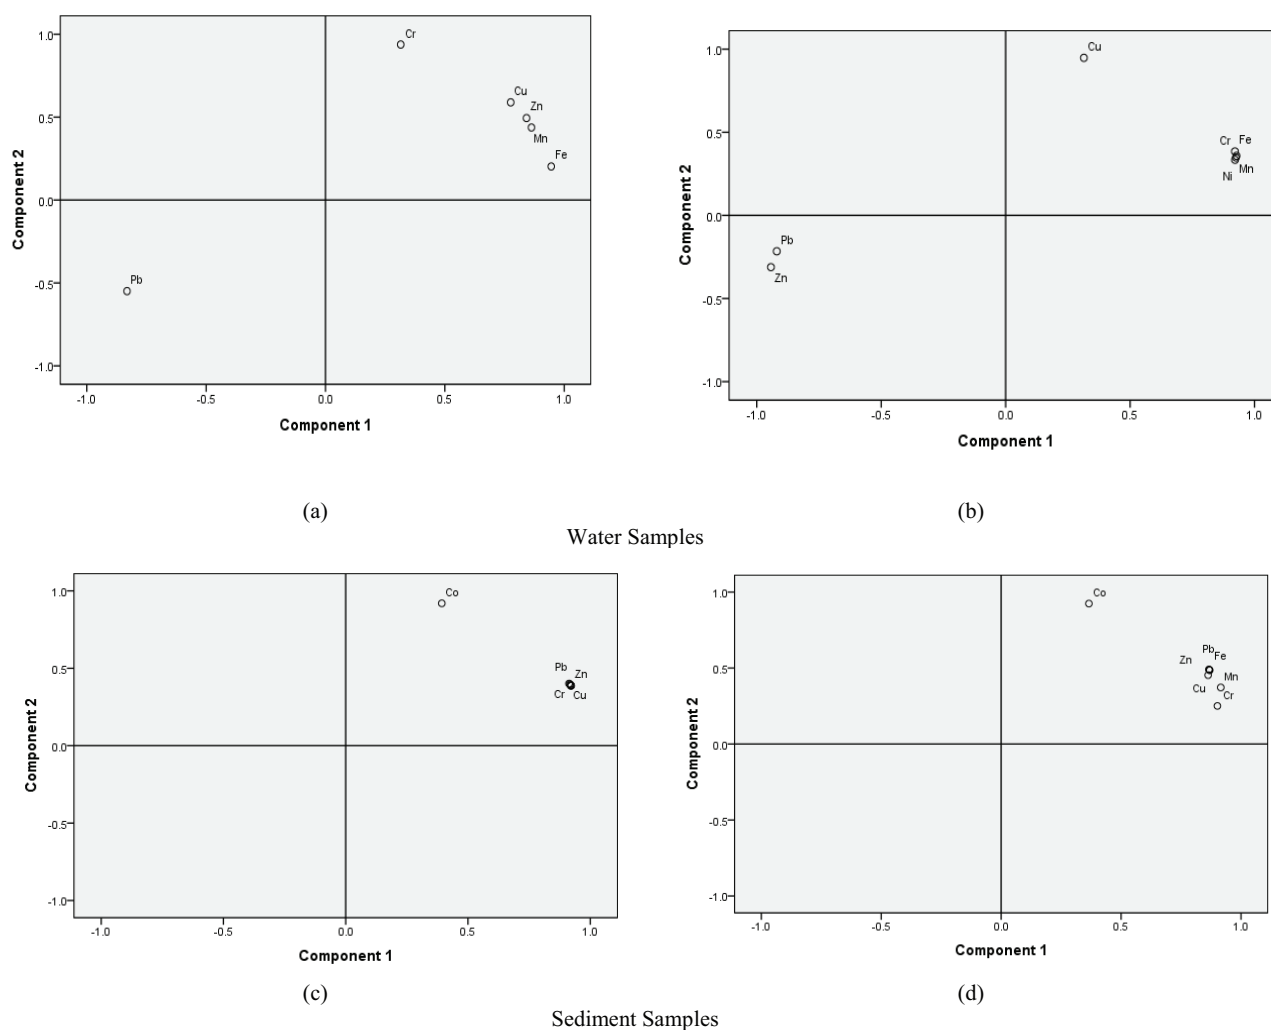 1.0
0.5
0.0
-0.5
-1.0
Component 2
Cr
Cu
Zn
Mn
Fe
Pb
-1.0 -0.5 0.0 0.5 1.0
Component 1
(a)
1.0
0.5
0.0
-0.5
-1.0
Component 2
Cu
Cr Fe
Ni Mn
Pb
Zn
-1.0 -0.5 0.0 0.5 1.0
Component 1
(b)
Water Samples
1.0
0.5
0.0
-0.5
-1.0
Component 2
Co
Pb Zn
Cr Cu
-1.0 -0.5 0.0 0.5 1.0
Component 1
(c)
1.0
0.5
0.0
-0.5
-1.0
Component 2
Co
Pb
Zn Fe
Mn
Cu Cr
-1.0 -0.5 0.0 0.5 1.0
Component 1
(d)
Sediment Samples